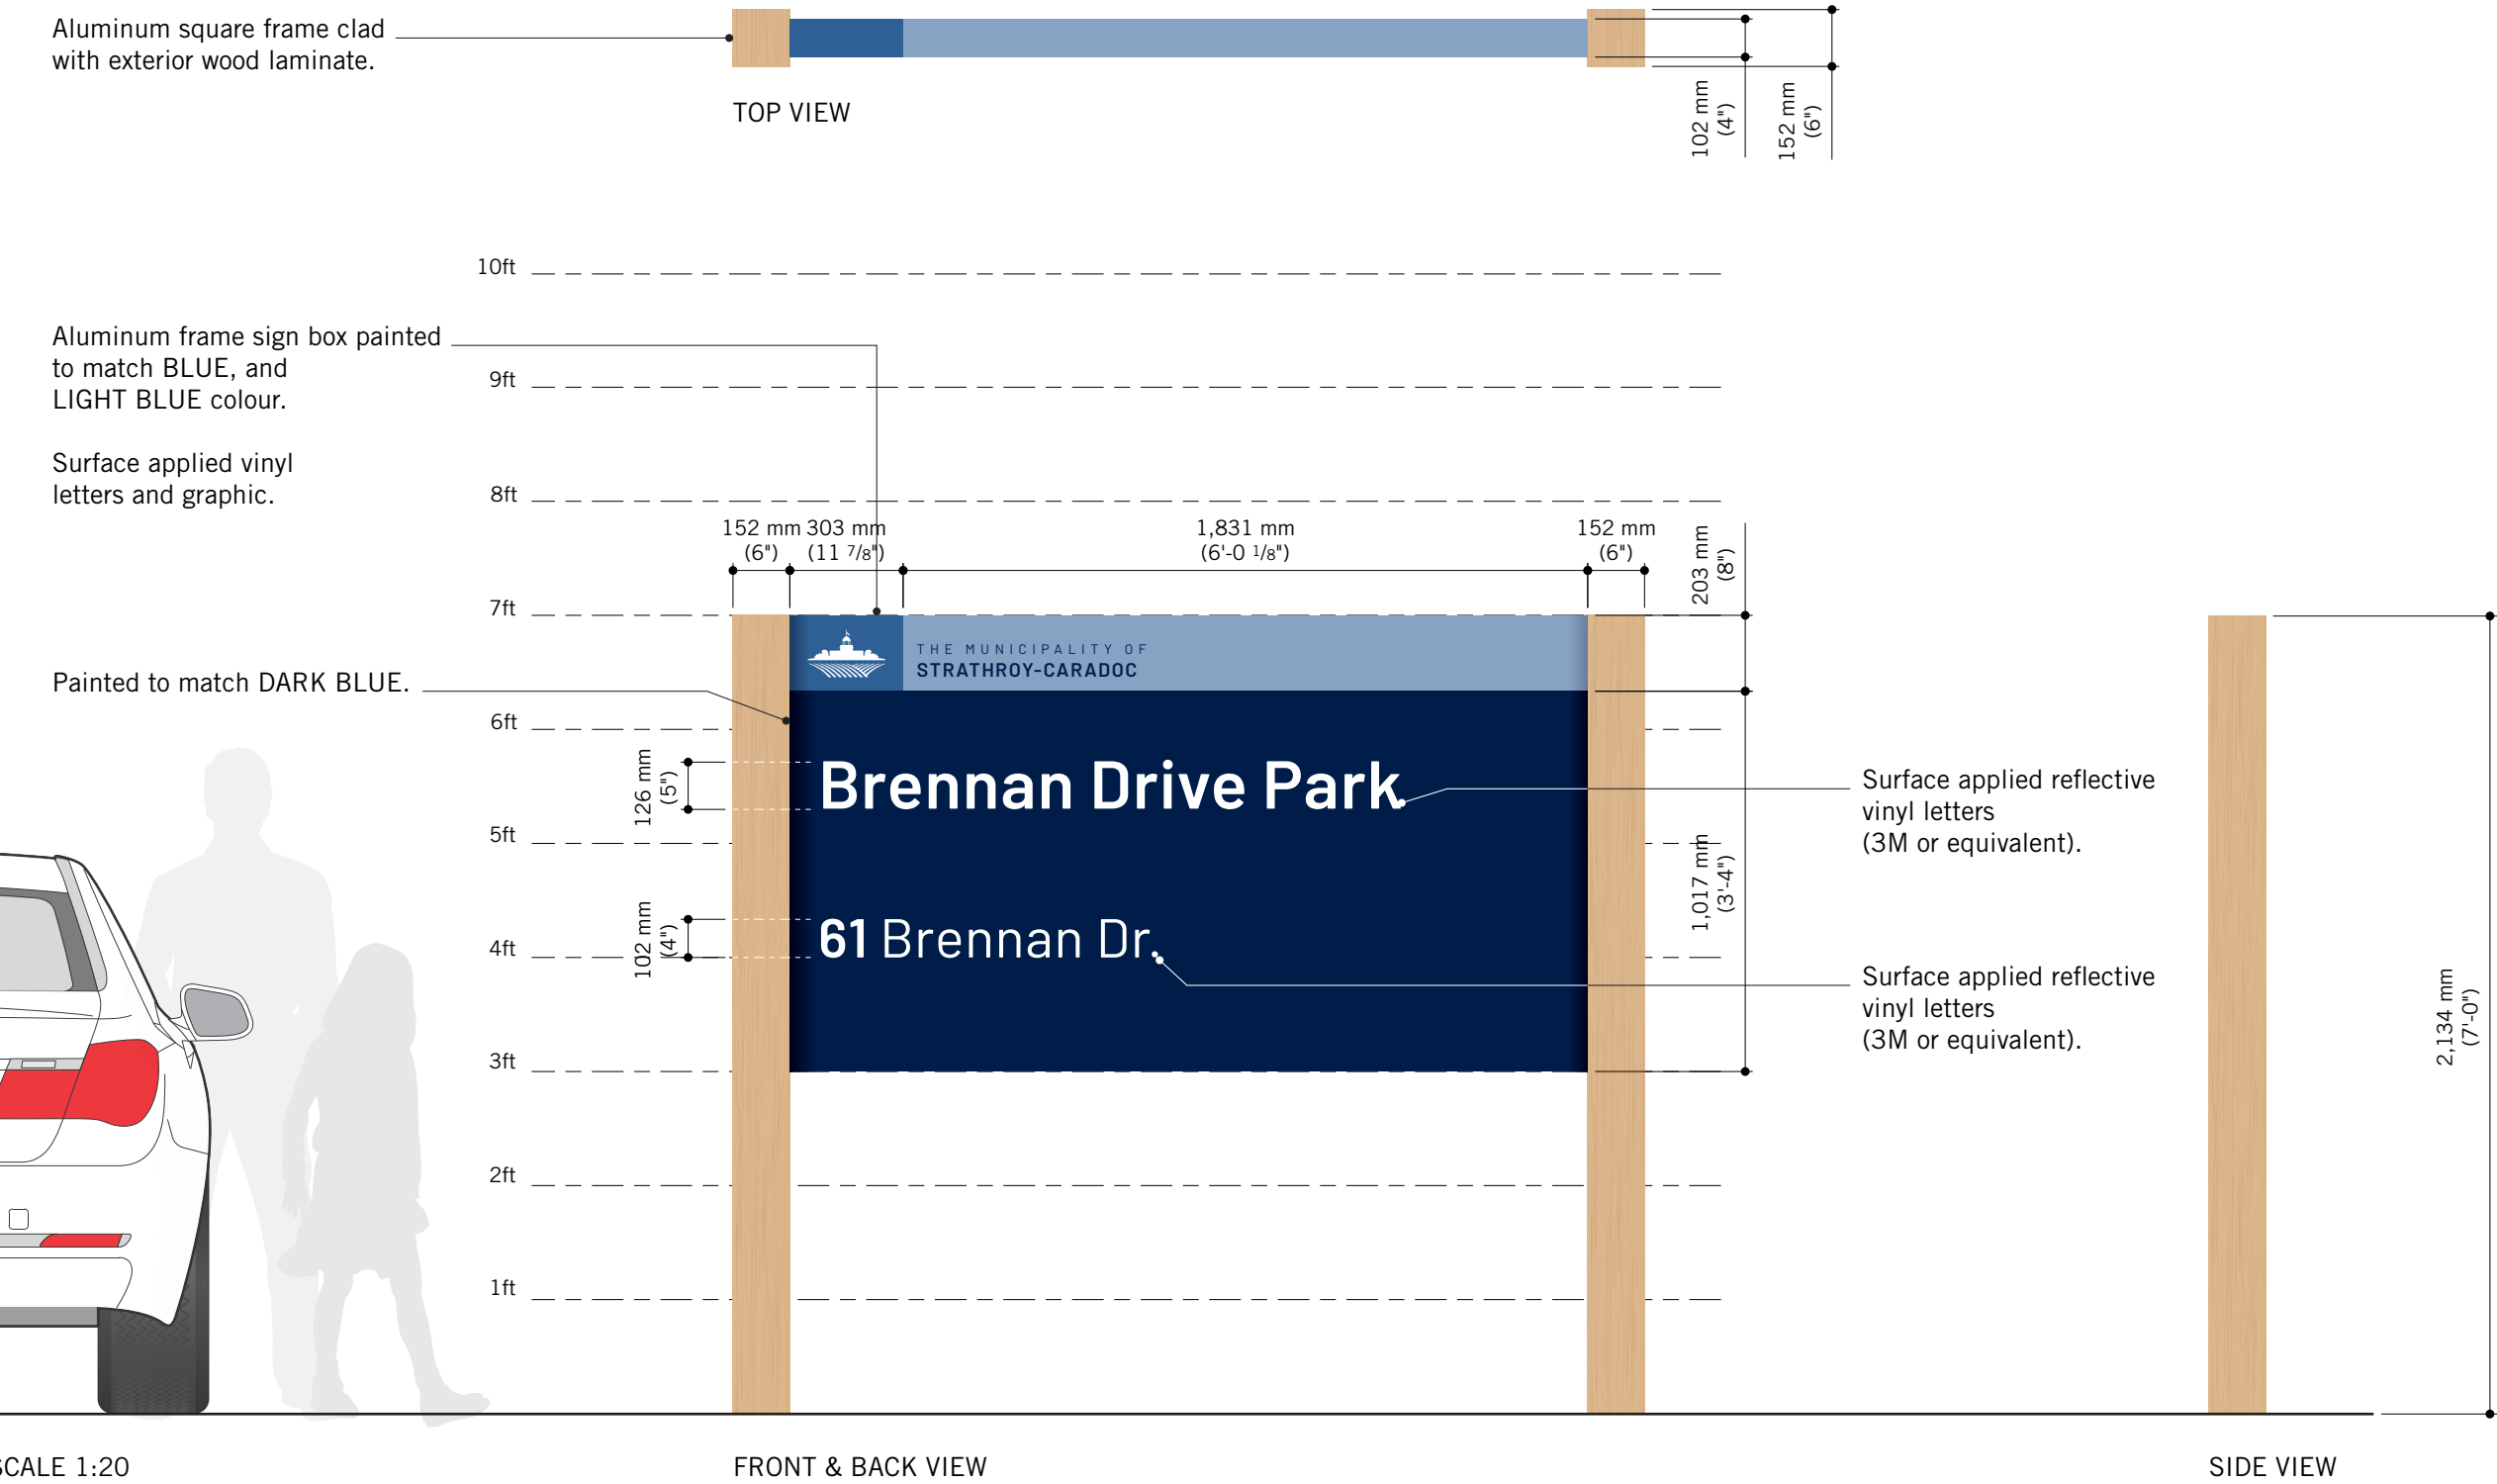 Aluminum square frame clad
with exterior wood laminate.
TOP VIEW
102 mm
(4")
152 mm
(6")
10ft
Aluminum frame sign box painted
to match BLUE, and
LIGHT BLUE colour.
9ft
Surface applied vinyl
letters and graphic.
8ft
152 mm
(6")
303 mm
(11 7/8")
1,831 mm
(6'-0 1/8")
152 mm
(6")
203 mm
(8")
7ft
THE MUNICIPALITY OF
STRATHROY-CARADOC
Painted to match DARK BLUE.
6ft
126 mm
(5")
Brennan Drive Park
Surface applied reflective
vinyl letters
(3M or equivalent).
5ft
1,017 mm
(3'-4")
102 mm
(4")
61 Brennan Dr.
4ft
Surface applied reflective
vinyl letters
(3M or equivalent).
2,134 mm
(7'-0")
3ft
2ft
1ft
SCALE 1:20
FRONT & BACK VIEW
SIDE VIEW